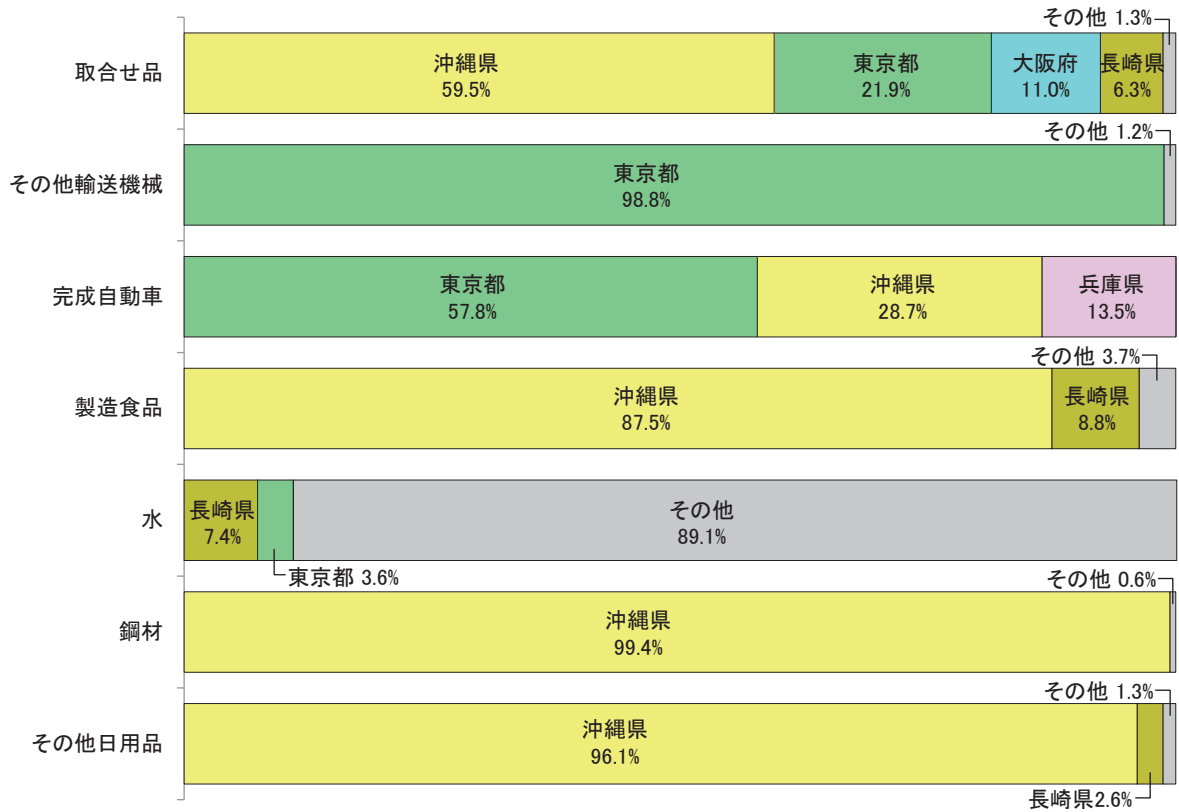 その他 1.3%
取合せ品
沖縄県
59.5%
東京都
21.9%
大阪府
11.0%
長崎県
6.3%
その他 1.2%
その他輸送機械
東京都
98.8%
完成自動車
東京都
57.8%
沖縄県
28.7%
兵庫県
13.5%
その他 3.7%
製造食品
沖縄県
87.5%
長崎県
8.8%
水
長崎県
7.4%
その他
89.1%
東京都 3.6%
その他 0.6%
鋼材
沖縄県
99.4%
その他 1.3%
その他日用品
沖縄県
96.1%
長崎県2.6%